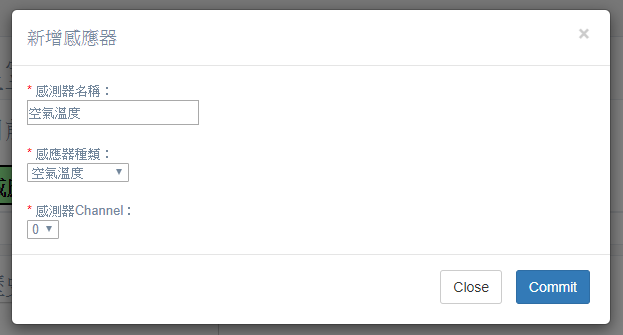 新增感應器
×
* 感測器名稱：
空氣溫度
* 感應器種類：
空氣溫度
* 感測器Channel：
0
Close
Commit